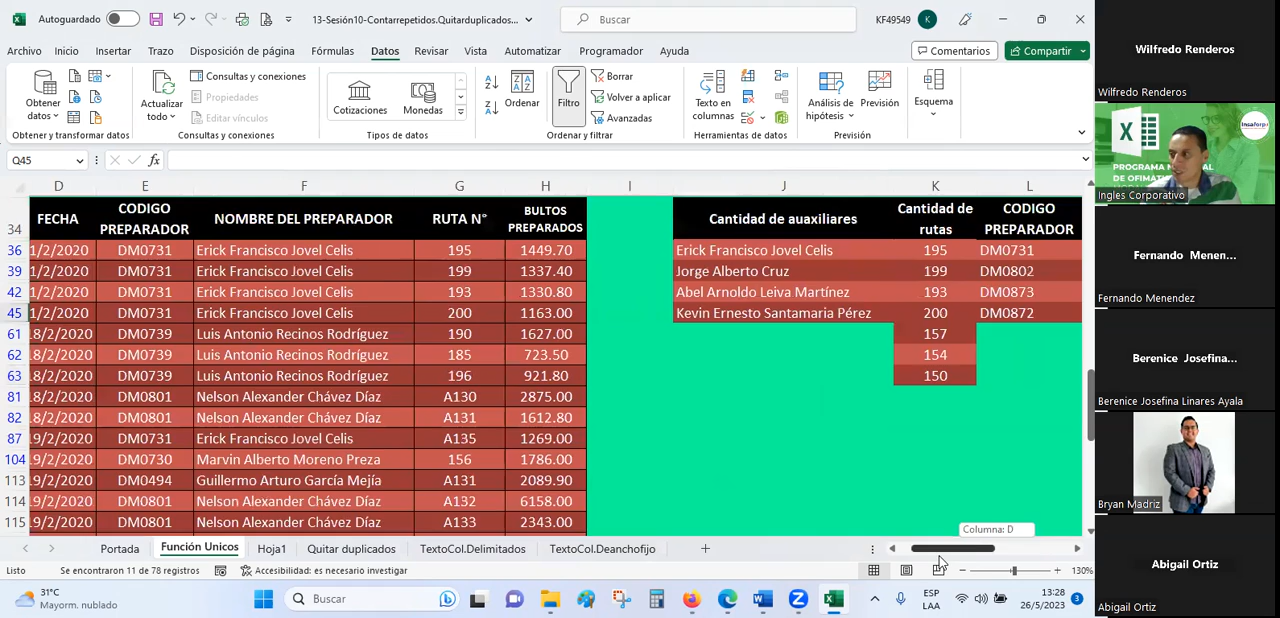 Autoguardado
13-Sesión10-Contarrepetidos.Quitarduplicados...
Buscar
KF49549
K
Archivo Inicio Insertar Trazo Disposición de página Fórmulas Datos Revisar Vista Automatizar Programador Ayuda
Comentarios
Compartir
Obtener datos
Actualizar todo
Consultas y conexiones
Propiedades
Editar vínculos
Cotizaciones
Monedas
Ordenar
Filtro
Borrar
Volver a aplicar
Avanzadas
Texto en columnas
Análisis de hipótesis
Previsión
Esquema
Obtener y transformar datos
Consultas y conexiones
Tipos de datos
Ordenar y filtrar
Herramientas de datos
Previsión
Q45
fx
D E F G H I J K L
34 FECHA CODIGO PREPARADOR NOMBRE DEL PREPARADOR RUTA N° BULTOS PREPARADOS Cantidad de auaxiliares Cantidad de rutas CODIGO PREPARADOR
36 1/2/2020 DM0731 Erick Francisco Jovel Celis 195 1449.70 Erick Francisco Jovel Celis 195 DM0731
39 1/2/2020 DM0731 Erick Francisco Jovel Celis 199 1337.40 Jorge Alberto Cruz 199 DM0802
42 1/2/2020 DM0731 Erick Francisco Jovel Celis 193 1330.80 Abel Arnoldo Leiva Martínez 193 DM0873
45 1/2/2020 DM0731 Erick Francisco Jovel Celis 200 1163.00 Kevin Ernesto Santamaria Pérez 200 DM0872
61 18/2/2020 DM0739 Luis Antonio Recinos Rodríguez 190 1627.00 157
62 18/2/2020 DM0739 Luis Antonio Recinos Rodríguez 185 723.50 154
63 18/2/2020 DM0739 Luis Antonio Recinos Rodríguez 196 921.80 150
81 18/2/2020 DM0801 Nelson Alexander Chávez Díaz A130 2875.00
82 18/2/2020 DM0801 Nelson Alexander Chávez Díaz A131 1612.80
87 19/2/2020 DM0731 Erick Francisco Jovel Celis A135 1269.00
104 19/2/2020 DM0730 Marvin Alberto Moreno Preza 156 1786.00
113 19/2/2020 DM0494 Guillermo Arturo García Mejía A131 2089.90
114 19/2/2020 DM0801 Nelson Alexander Chávez Díaz A132 6158.00
115 19/2/2020 DM0801 Nelson Alexander Chávez Díaz A133 2343.00
Columna: D
Portada Función Unicos Hoja1 Quitar duplicados TextoCol.Delimitados TextoCol.Deanchofijo
Listo Se encontraron 11 de 78 registros Accesibilidad: es necesario investigar
130%
31°C
Mayorm. nublado
Buscar
ESP
LAA
13:28
26/5/2023
3
Wilfredo Renderos
Wilfredo Renderos
InsaForp
Ingles Corporativo
Fernando Menen...
Fernando Menendez
Berenice Josefina...
Berenice Josefina Linares Ayala
Bryan Madriz
Abigail Ortiz
Abigail Ortiz